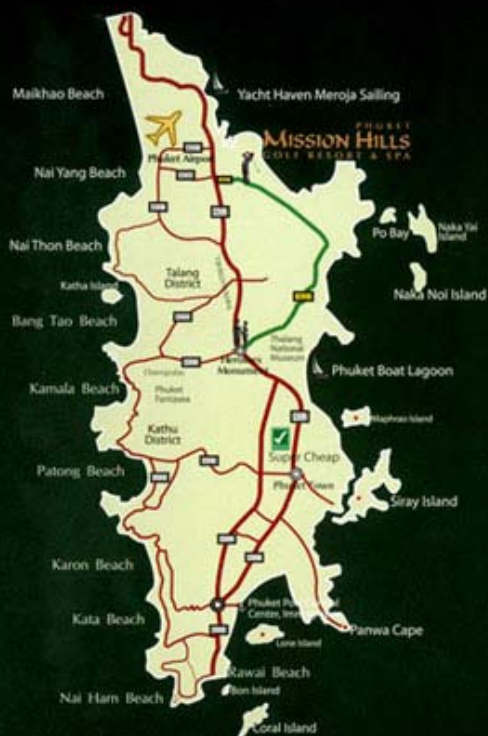 Maikhao Beach
Yacht Haven Meroja Sailing
PHUKET
MISSION HILLS
GOLF RESORT & SPA
Phuket Airport
Nai Yang Beach
Po Bay
Naka Yai
Island
Nai Thon Beach
Talang
District
Katha Island
Naka Noi Island
Bang Tao Beach
Thalang
National
Museum
Monument
Phuket Boat Lagoon
Kamala Beach
Phuket
Fantasea
Maphrao Island
Kathu
District
Super Cheap
Patong Beach
Phuket Town
Siray Island
Karon Beach
Kata Beach
Panwa Cape
Lone Island
Rawai Beach
Bon Island
Nai Harn Beach
Coral Island